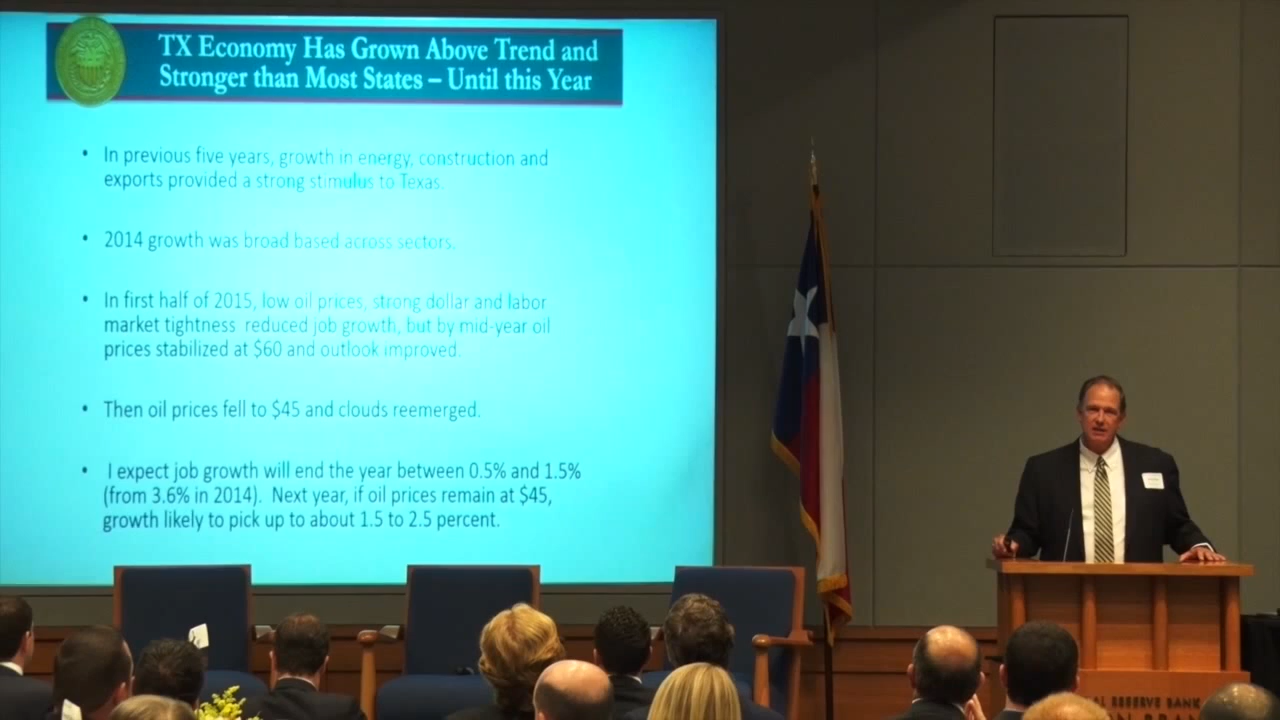 TX Economy Has Grown Above Trend and
Stronger than Most States – Until this Year
• In previous five years, growth in energy, construction and
exports provided a strong stimulus to Texas.
• 2014 growth was broad based across sectors.
• In first half of 2015, low oil prices, strong dollar and labor
market tightness  reduced job growth, but by mid-year oil
prices stabilized at $60 and outlook improved.
• Then oil prices fell to $45 and clouds reemerged.
• I expect job growth will end the year between 0.5% and 1.5%
(from 3.6% in 2014).  Next year, if oil prices remain at $45,
growth likely to pick up to about 1.5 to 2.5 percent.
RESERVE BANK